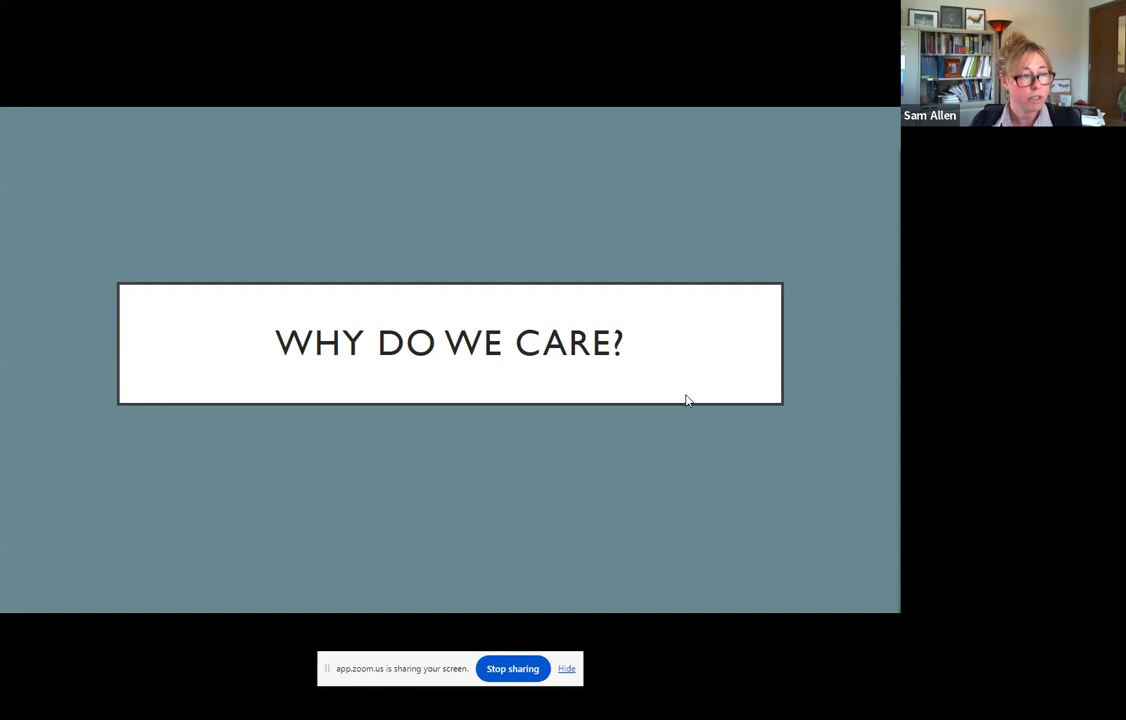 Sam Allen
WHY DO WE CARE?
app.zoom.us is sharing your screen. Stop sharing Hide